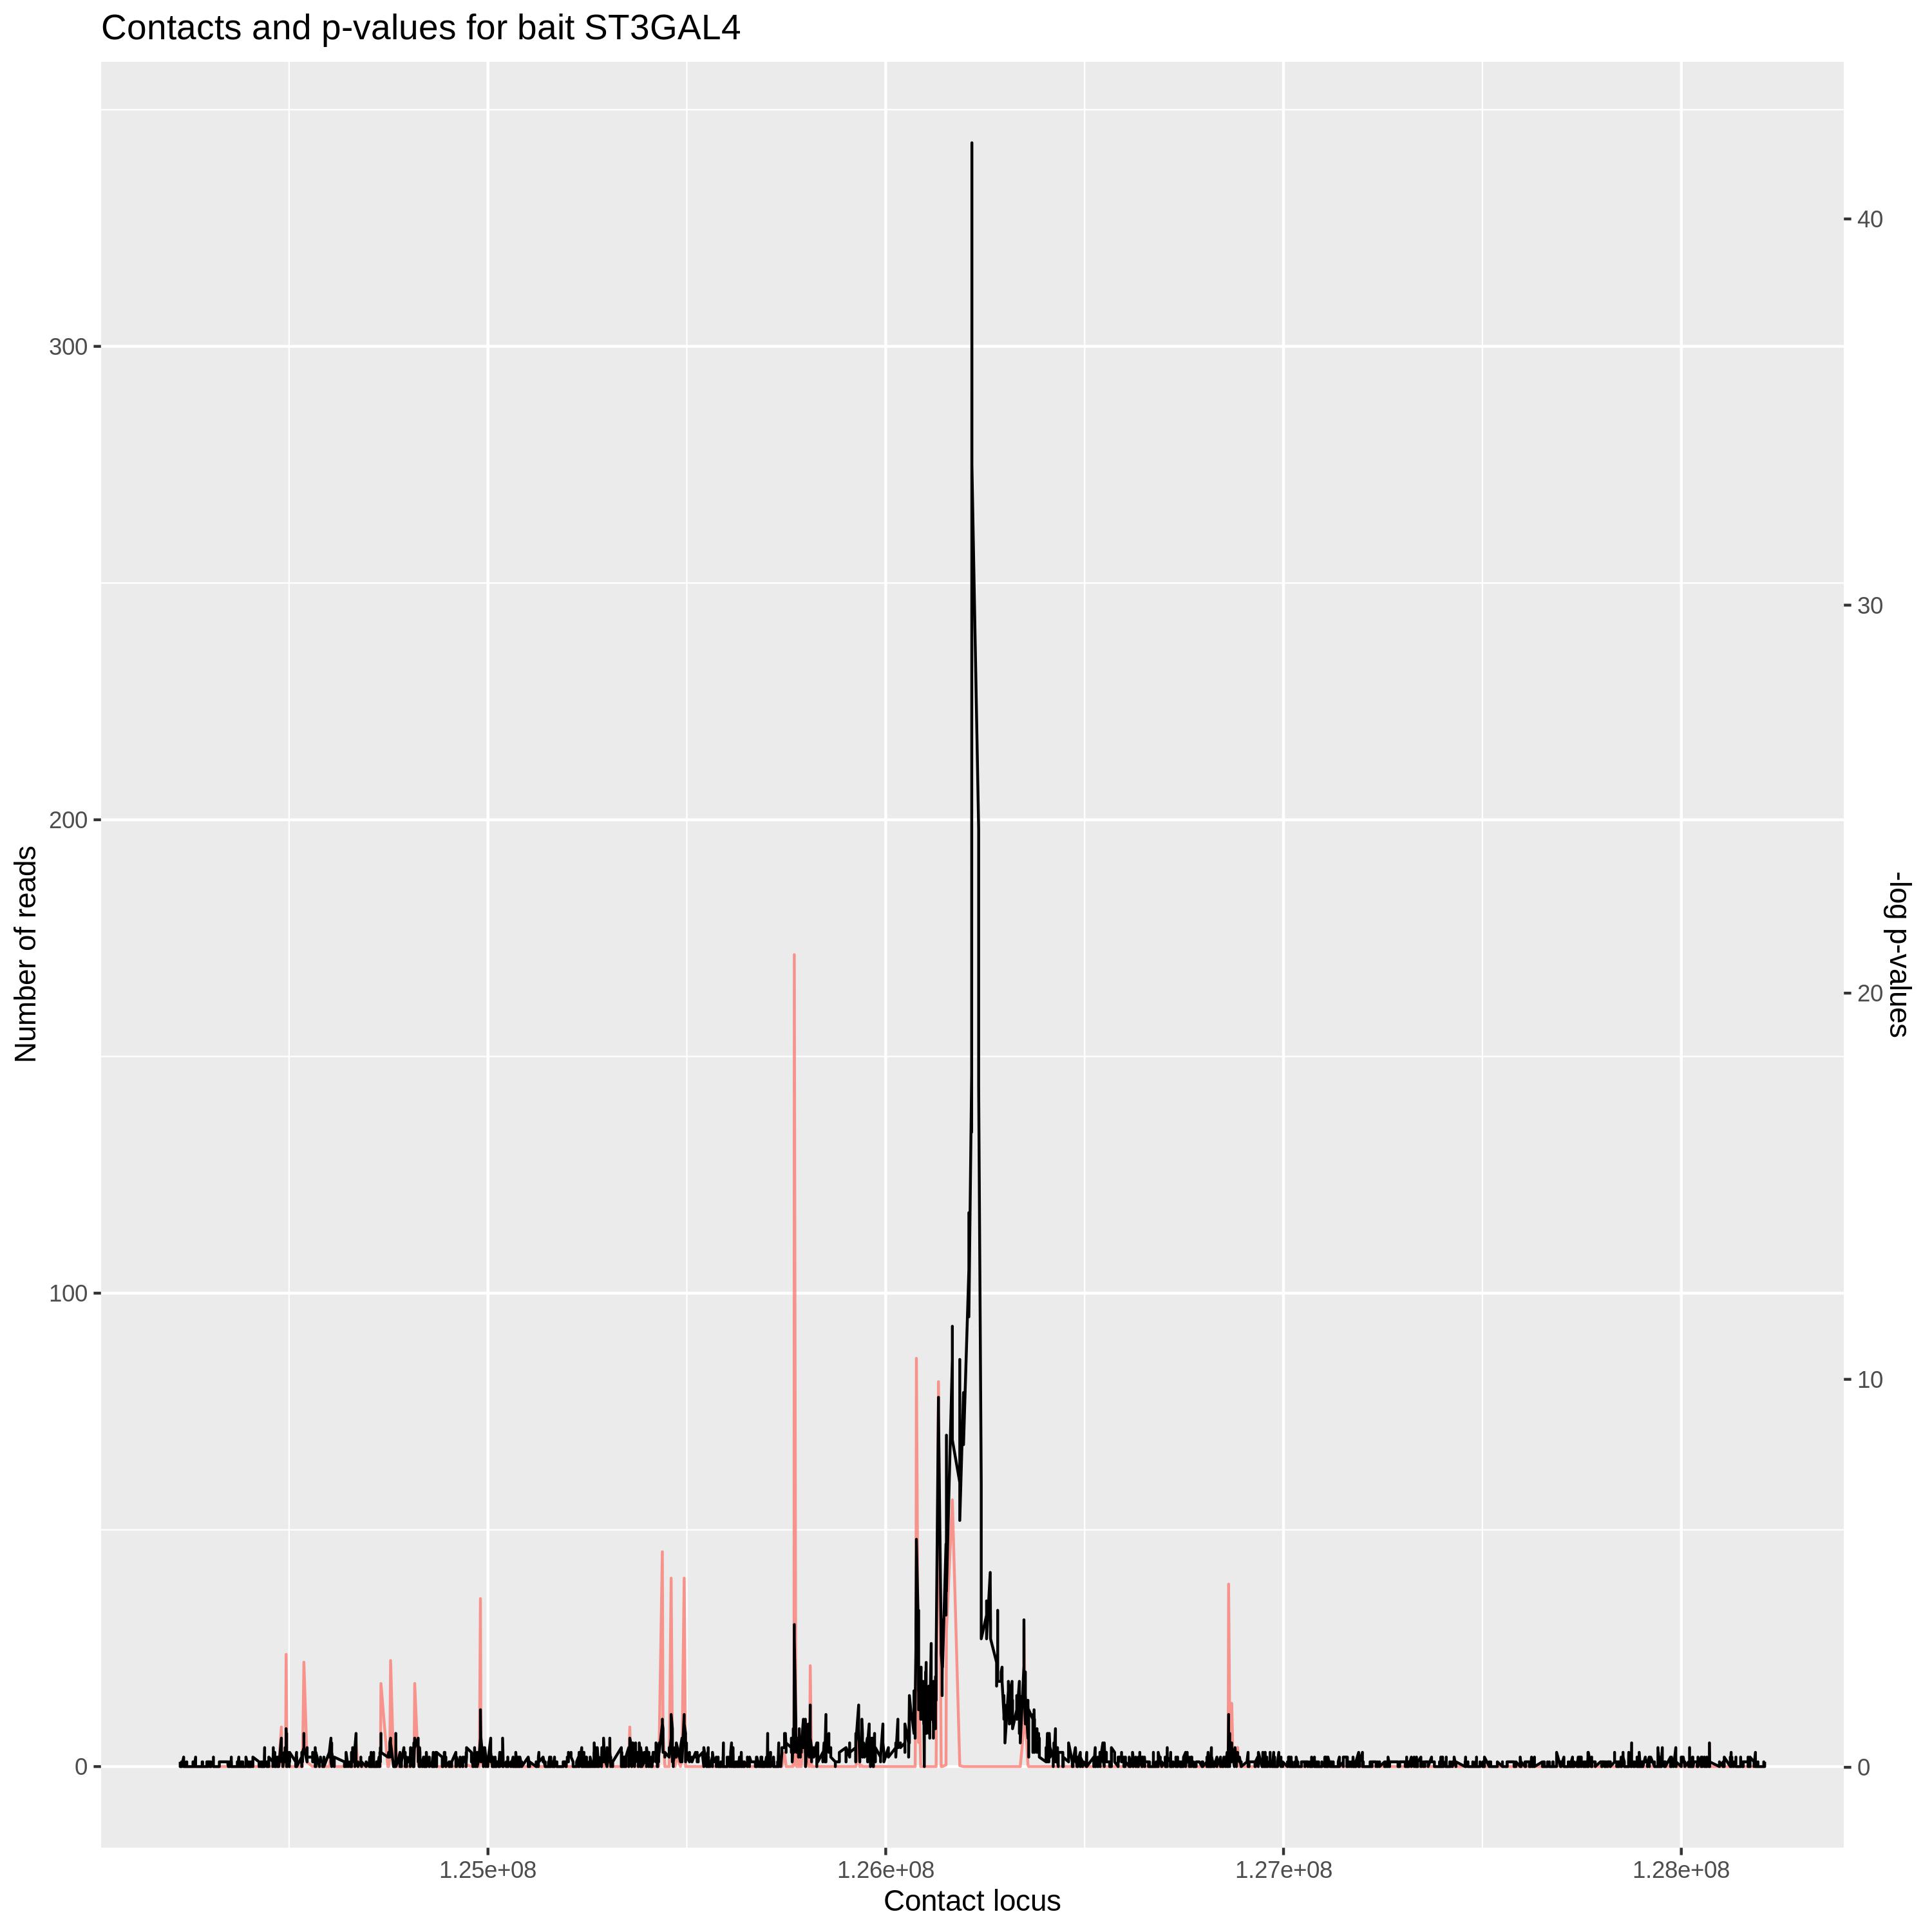 Contacts and p-values for bait ST3GAL4
300
200
100
0
Number of reads
40
30
20
10
0
-log p-values
1.25e+08
1.26e+08
1.27e+08
1.28e+08
Contact locus